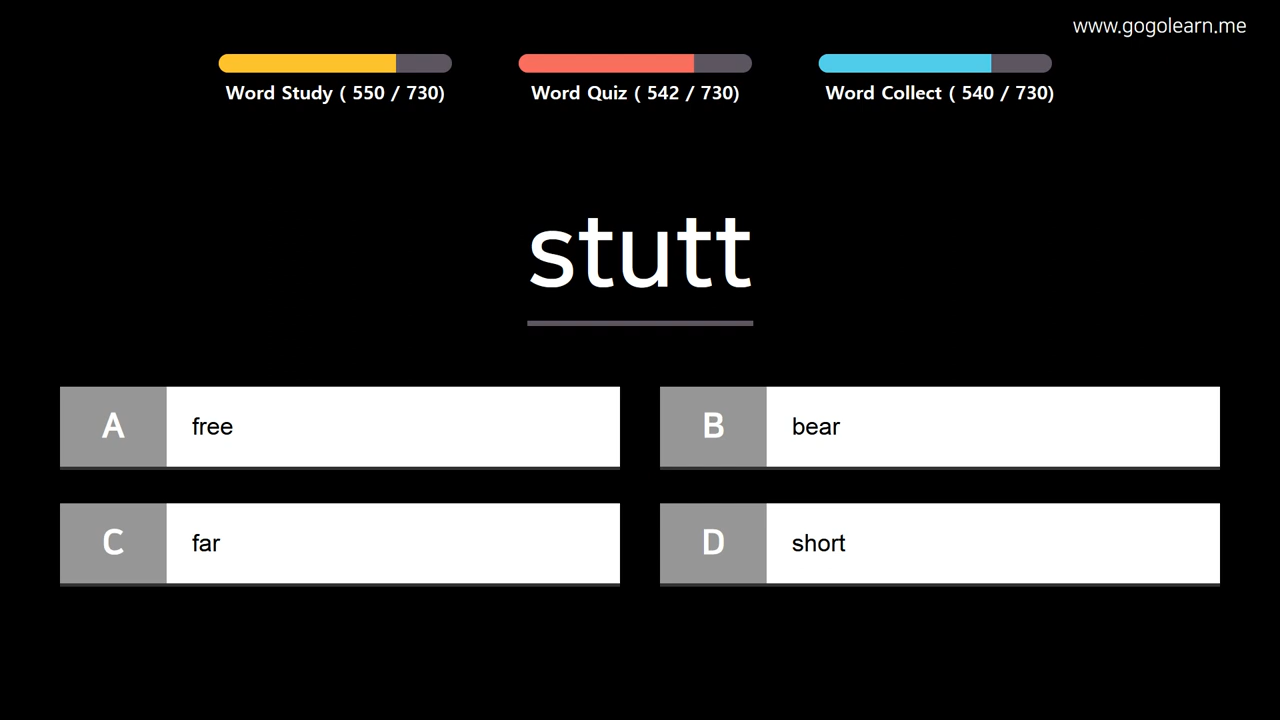 www.gogolearn.me
Word Study ( 550 / 730)
Word Quiz ( 542 / 730)
Word Collect ( 540 / 730)
stutt
A free
B bear
C far
D short